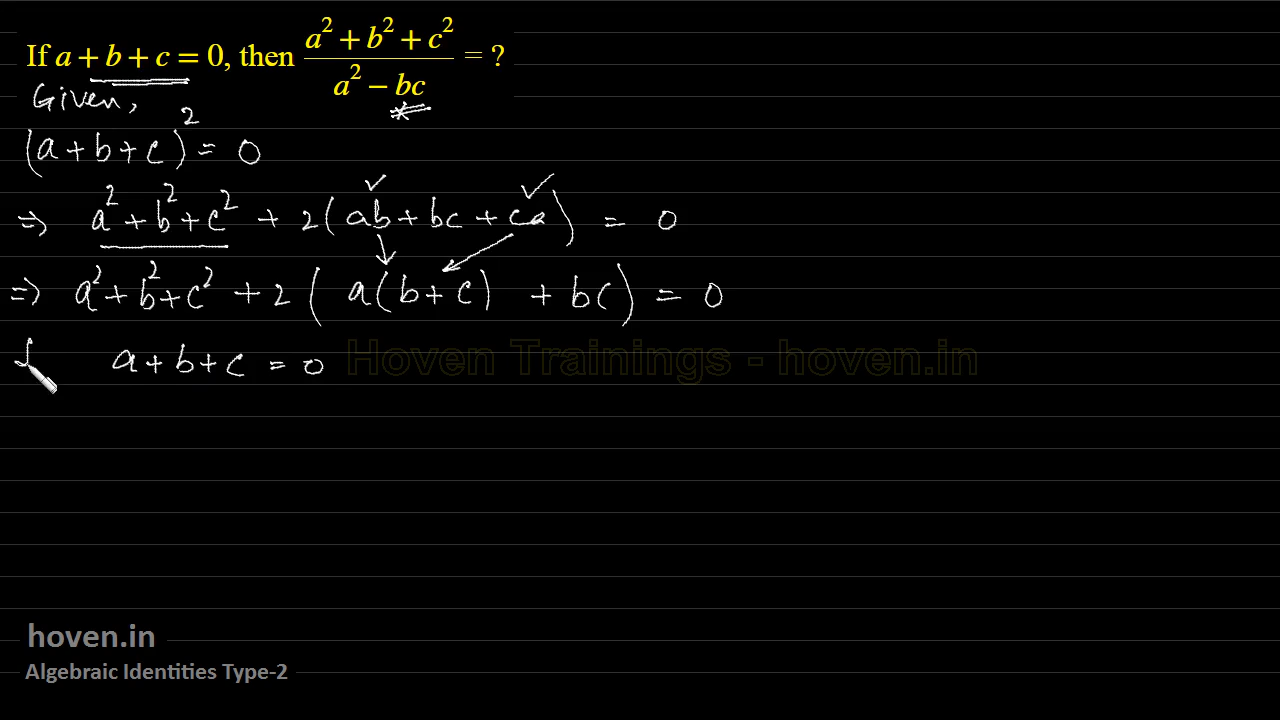 If a + b + c = 0, then (a² + b² + c²)/(a² − bc) = ?
Given,
(a + b + c)² = 0
⇒ a² + b² + c² + 2(ab + bc + ca) = 0
⇒ a² + b² + c² + 2(a(b + c) + bc) = 0
a + b + c = 0
Hoven Trainings - hoven.in
hoven.in
Algebraic Identities Type-2